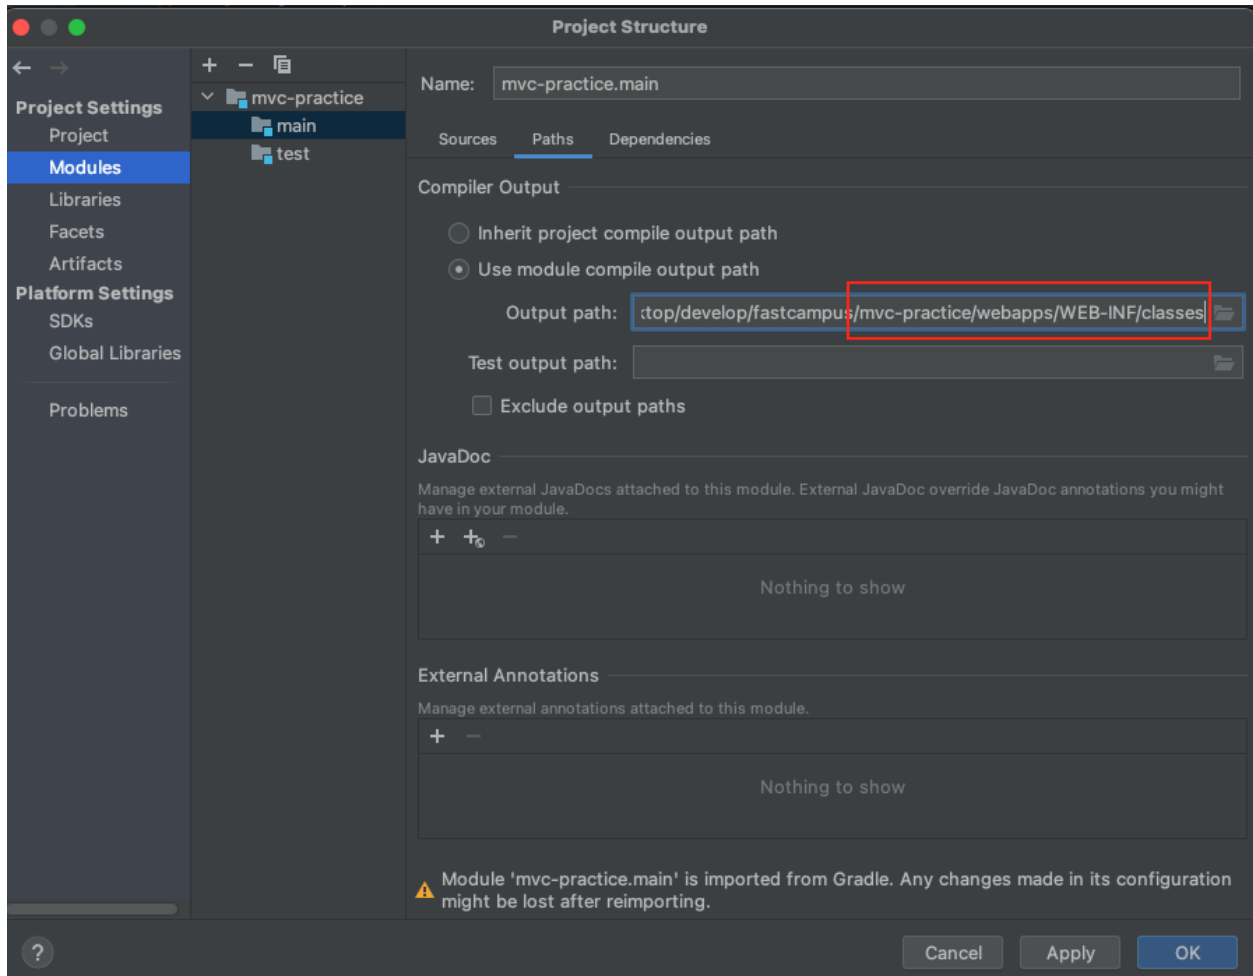 Project Structure
Project Settings
Project
Modules
Libraries
Facets
Artifacts
Platform Settings
SDKs
Global Libraries
Problems
mvc-practice
main
test
Name: mvc-practice.main
Sources Paths Dependencies
Compiler Output
Inherit project compile output path
Use module compile output path
Output path: :top/develop/fastcampus/mvc-practice/webapps/WEB-INF/classes
Test output path:
Exclude output paths
JavaDoc
Manage external JavaDocs attached to this module. External JavaDoc override JavaDoc annotations you might
have in your module.
Nothing to show
External Annotations
Manage external annotations attached to this module.
Nothing to show
Module 'mvc-practice.main' is imported from Gradle. Any changes made in its configuration
might be lost after reimporting.
? Cancel Apply OK